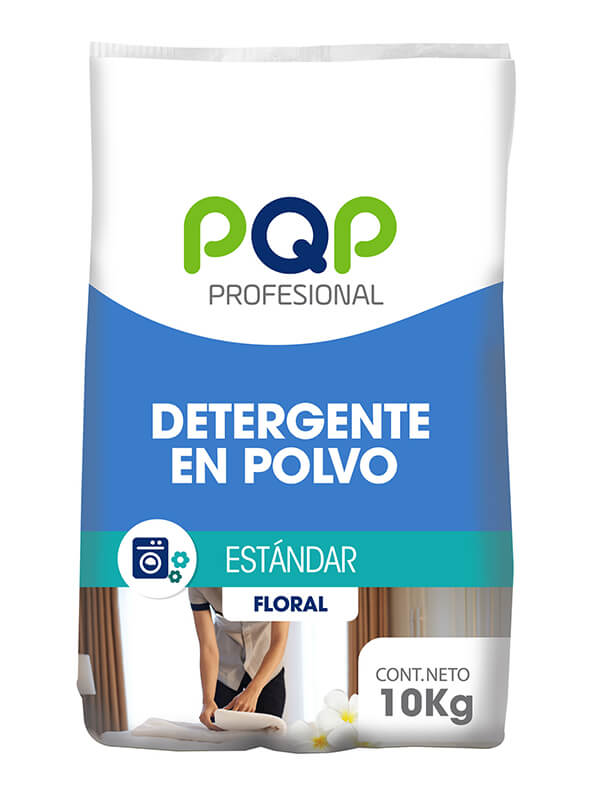 PQP
PROFESIONAL
DETERGENTE
EN POLVO
ESTÁNDAR
FLORAL
CONT.NETO
10Kg